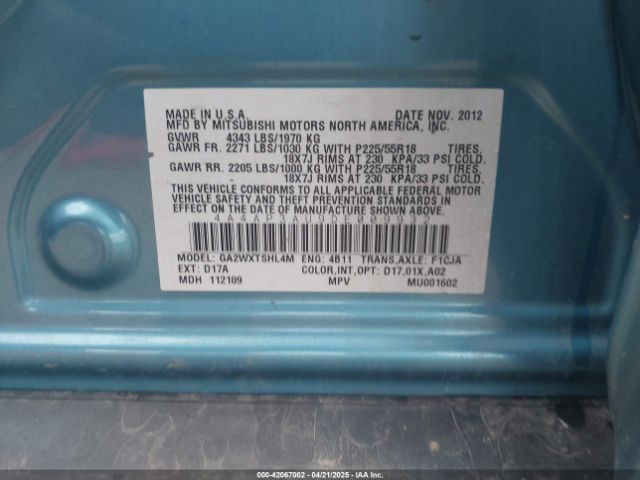 MADE IN U.S.A. DATE NOV. 2012
MFD BY MITSUBISHI MOTORS NORTH AMERICA, INC.
GVWR 4343 LBS/1970 KG
GAWR FR. 2271 LBS/1030 KG WITH P225/55R18 TIRES.
18X7J RIMS AT 230 KPA/33 PSI COLD.
GAWR RR. 2205 LBS/1000 KG WITH P225/55R18 TIRES.
18X7J RIMS AT 230 KPA/33 PSI COLD.
THIS VEHICLE CONFORMS TO ALL APPLICABLE FEDERAL MOTOR
VEHICLE SAFETY AND THEFT PREVENTION STANDARDS IN
EFFECT ON THE DATE OF MANUFACTURE SHOWN ABOVE.
4A4AP3AU9DE009932
MODEL: GA2WXTSHL4M ENG: 4B11 TRANS,AXLE: F1CJA
EXT: D17A COLOR,INT,OPT: D17,01X,A02
MDH 112109 MPV MU001602
IAA: ***42067002 04/21/2025 IAA Inc.